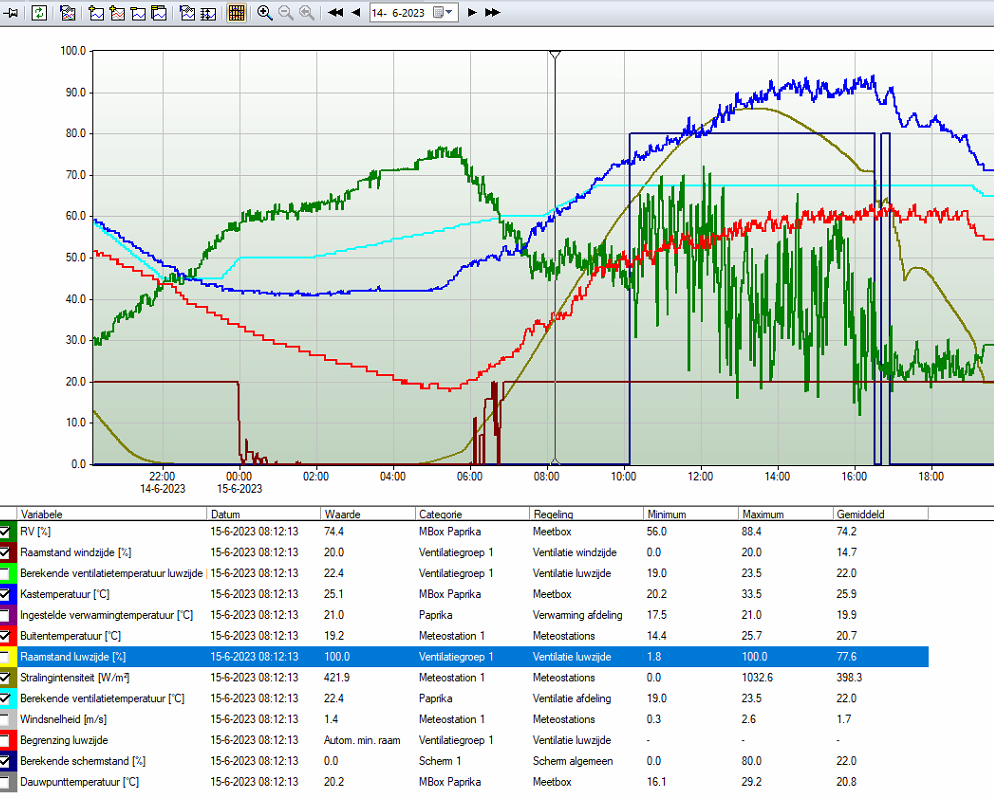 14- 6-2023
100.0
90.0
80.0
70.0
60.0
50.0
40.0
30.0
20.0
10.0
0.0
22:00 00:00 02:00 04:00 06:00 08:00 10:00 12:00 14:00 16:00 18:00
14-6-2023 15-6-2023
Variabele Datum Waarde Categorie Regeling Minimum Maximum Gemiddeld
RV [%] 15-6-2023 08:12:13 74.4 MBox Paprika Meetbox 56.0 88.4 74.2
Raamstand windzijde [%] 15-6-2023 08:12:13 20.0 Ventilatiegroep 1 Ventilatie windzijde 0.0 20.0 14.7
Berekende ventilatietemperatuur luwzijde 15-6-2023 08:12:13 22.4 Ventilatiegroep 1 Ventilatie luwzijde 19.0 23.5 22.0
Kastemperatuur [°C] 15-6-2023 08:12:13 25.1 MBox Paprika Meetbox 20.2 33.5 25.9
Ingestelde verwarmingtemperatuur [°C] 15-6-2023 08:12:13 21.0 Paprika Verwarming afdeling 17.5 21.0 19.9
Buitentemperatuur [°C] 15-6-2023 08:12:13 19.2 Meteostation 1 Meteostations 14.4 25.7 20.7
Raamstand luwzijde [%] 15-6-2023 08:12:13 100.0 Ventilatiegroep 1 Ventilatie luwzijde 1.8 100.0 77.6
Stralingintensiteit [W/m²] 15-6-2023 08:12:13 421.9 Meteostation 1 Meteostations 0.0 1032.6 398.3
Berekende ventilatietemperatuur [°C] 15-6-2023 08:12:13 22.4 Paprika Ventilatie afdeling 19.0 23.5 22.0
Windsnelheid [m/s] 15-6-2023 08:12:13 1.4 Meteostation 1 Meteostations 0.3 2.6 1.7
Begrenzing luwzijde 15-6-2023 08:12:13 Autom. min. raam Ventilatiegroep 1 Ventilatie luwzijde - - -
Berekende schermstand [%] 15-6-2023 08:12:13 0.0 Scherm 1 Scherm algemeen 0.0 80.0 22.0
Dauwpunttemperatuur [°C] 15-6-2023 08:12:13 20.2 MBox Paprika Meetbox 16.1 29.2 20.8